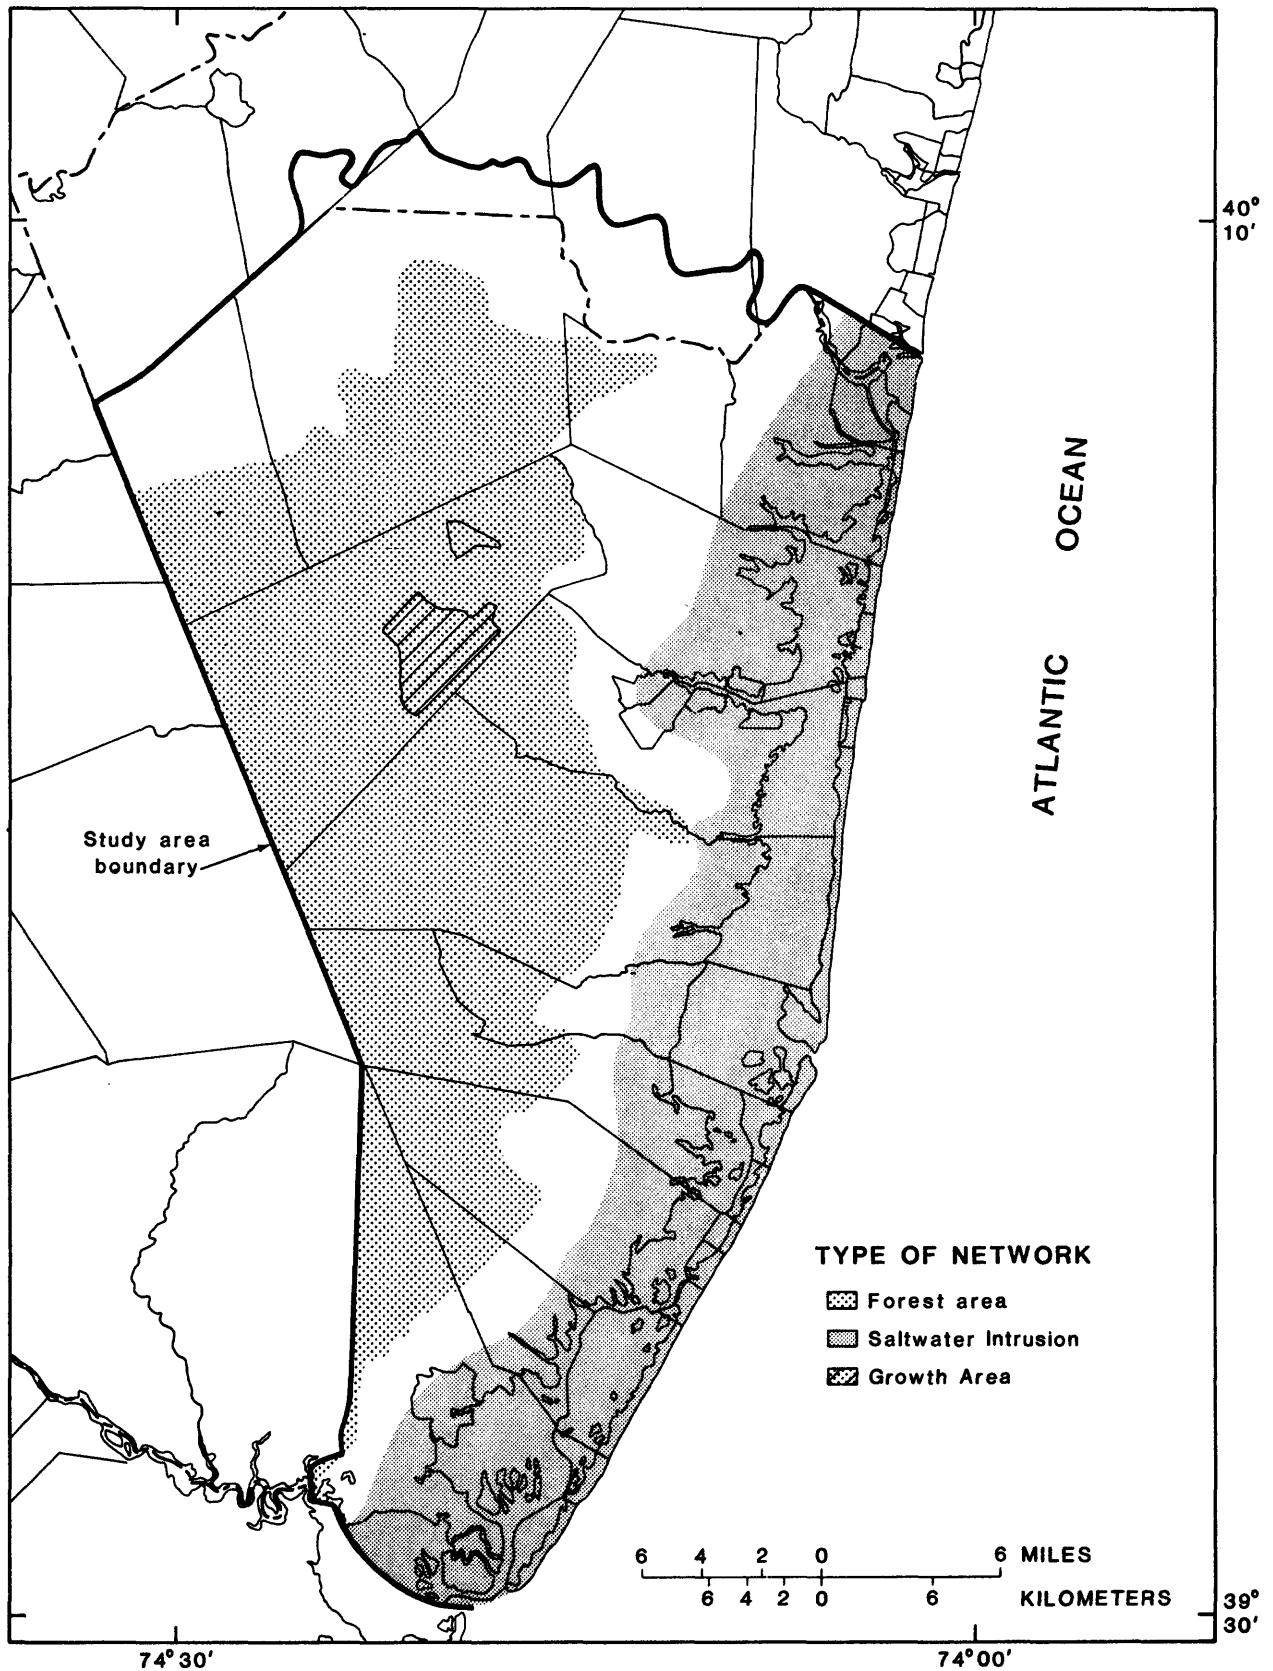 40°
10'
OCEAN
ATLANTIC
Study area
boundary
TYPE OF NETWORK
Forest area
Saltwater Intrusion
Growth Area
6 4 2 0 6 MILES
6 4 2 0 6 KILOMETERS
39°
30'
74°30' 74°00'